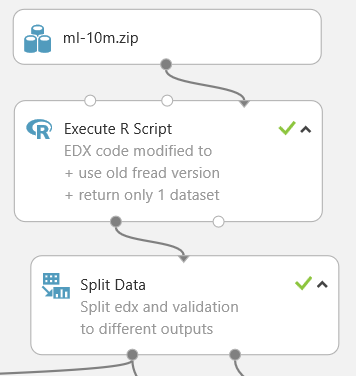 ml-10m.zip
Execute R Script
EDX code modified to
+ use old fread version
+ return only 1 dataset
Split Data
Split edx and validation
to different outputs